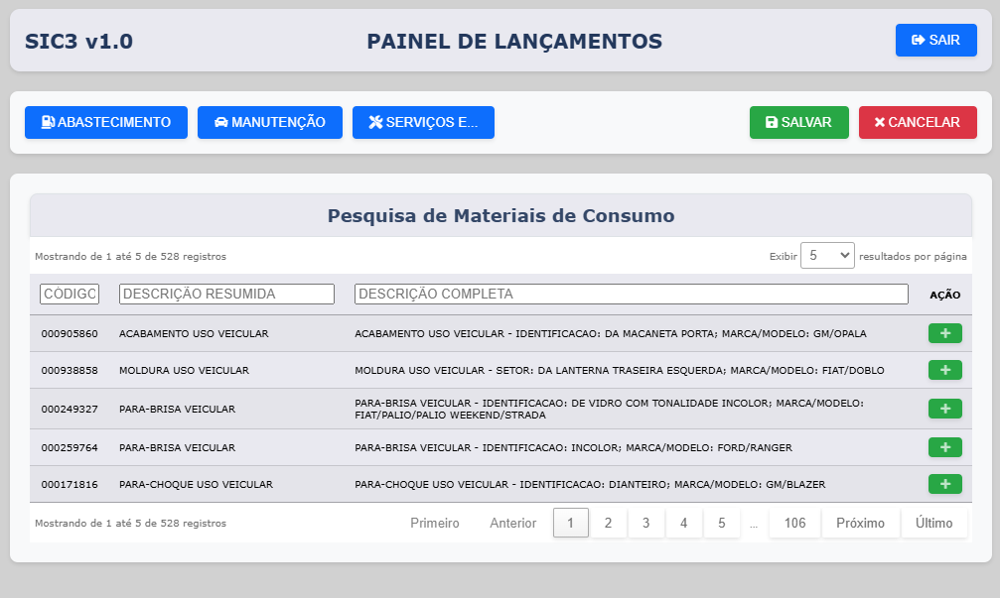 SIC3 v1.0
PAINEL DE LANÇAMENTOS
SAIR
ABASTECIMENTO
MANUTENÇÃO
SERVIÇOS E...
SALVAR
CANCELAR
Pesquisa de Materiais de Consumo
Mostrando de 1 até 5 de 528 registros
Exibir 5 resultados por página
CÓDIGO DESCRIÇÃO RESUMIDA DESCRIÇÃO COMPLETA AÇÃO
000905860 ACABAMENTO USO VEICULAR ACABAMENTO USO VEICULAR - IDENTIFICACAO: DA MACANETA PORTA; MARCA/MODELO: GM/OPALA
000938858 MOLDURA USO VEICULAR MOLDURA USO VEICULAR - SETOR: DA LANTERNA TRASEIRA ESQUERDA; MARCA/MODELO: FIAT/DOBLO
000249327 PARA-BRISA VEICULAR PARA-BRISA VEICULAR - IDENTIFICACAO: DE VIDRO COM TONALIDADE INCOLOR; MARCA/MODELO:
FIAT/PALIO/PALIO WEEKEND/STRADA
000259764 PARA-BRISA VEICULAR PARA-BRISA VEICULAR - IDENTIFICACAO: INCOLOR; MARCA/MODELO: FORD/RANGER
000171816 PARA-CHOQUE USO VEICULAR PARA-CHOQUE USO VEICULAR - IDENTIFICACAO: DIANTEIRO; MARCA/MODELO: GM/BLAZER
Mostrando de 1 até 5 de 528 registros
Primeiro Anterior 1 2 3 4 5 ... 106 Próximo Último